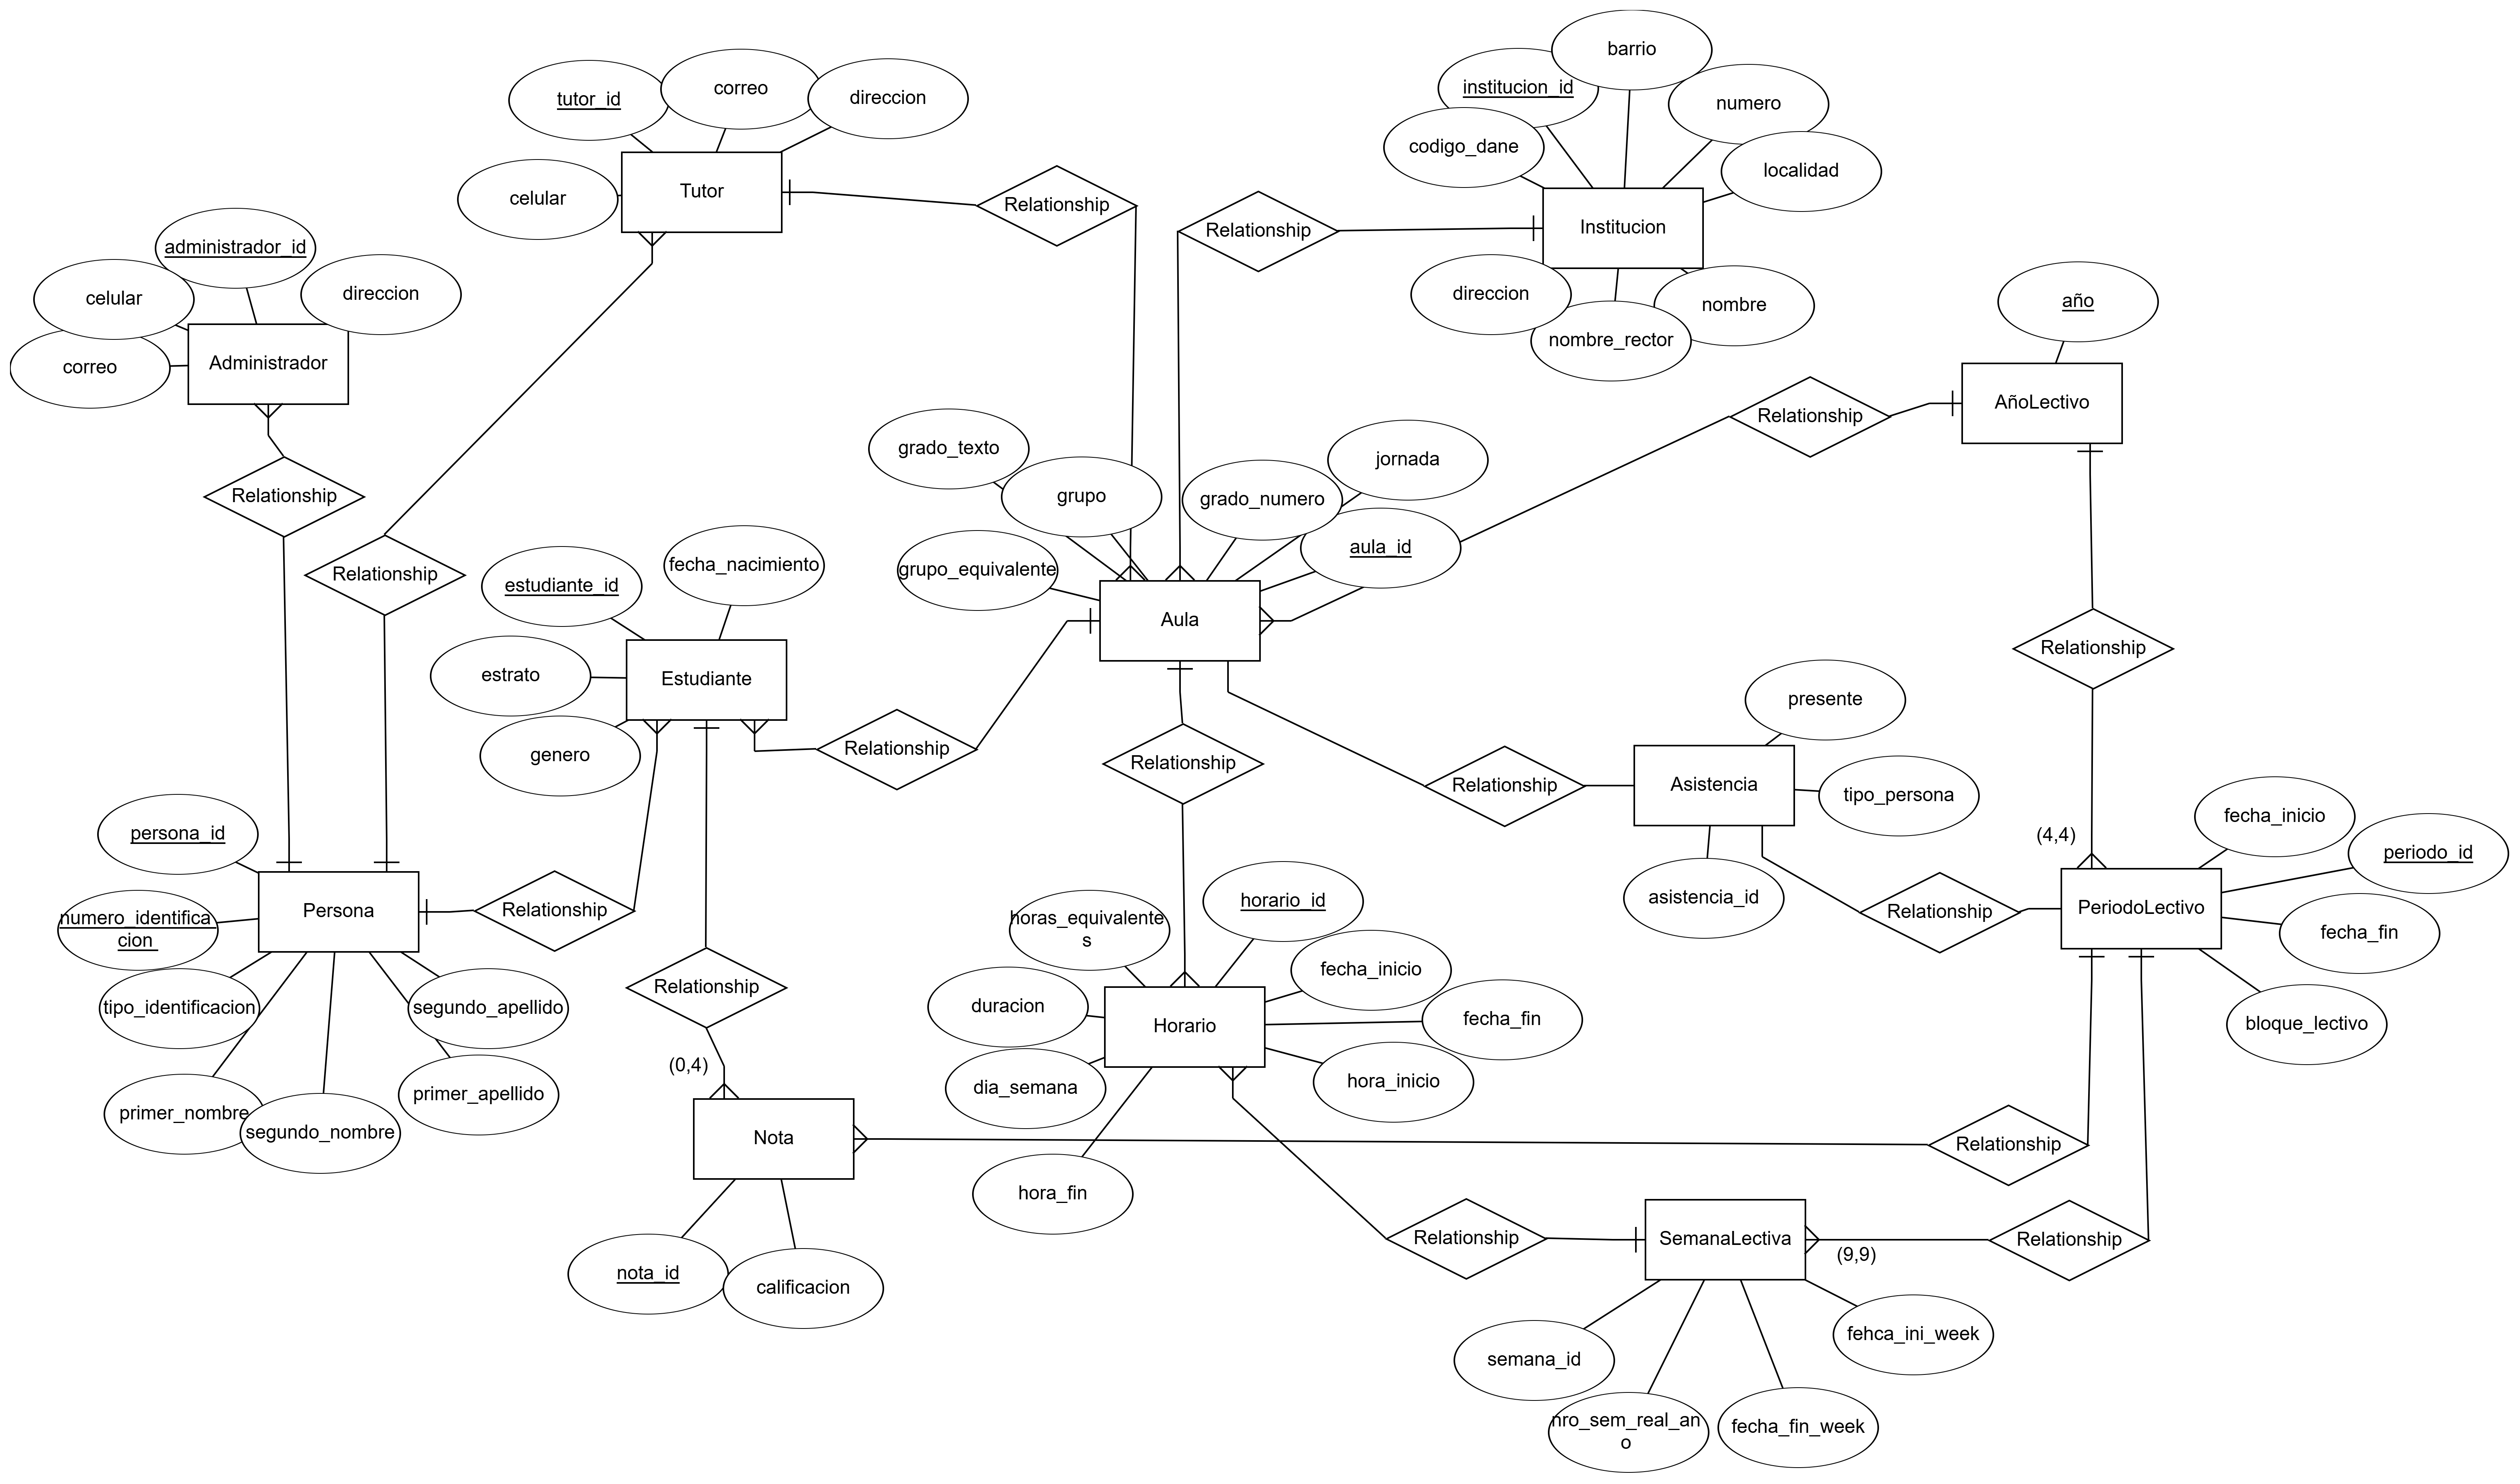 barrio
institucion_id
numero
codigo_dane
localidad
Institucion
direccion
nombre
nombre_rector
tutor_id
correo
direccion
celular
Tutor
Relationship
Relationship
administrador_id
celular
direccion
correo
Administrador
Relationship
Relationship
año
AñoLectivo
Relationship
grado_texto
grupo
grado_numero
jornada
aula_id
grupo_equivalente
Aula
estudiante_id
fecha_nacimiento
estrato
genero
Estudiante
Relationship
Relationship
Relationship
Relationship
presente
Asistencia
tipo_persona
asistencia_id
Relationship
(4,4)
fecha_inicio
periodo_id
PeriodoLectivo
fecha_fin
bloque_lectivo
persona_id
numero_identifica
cion
Persona
Relationship
tipo_identificacion
segundo_apellido
primer_nombre
segundo_nombre
primer_apellido
Relationship
(0,4)
Nota
nota_id
calificacion
horas_equivalente
s
horario_id
fecha_inicio
duracion
Horario
fecha_fin
dia_semana
hora_inicio
hora_fin
Relationship
Relationship
SemanaLectiva
(9,9)
Relationship
semana_id
fehca_ini_week
nro_sem_real_an
o
fecha_fin_week